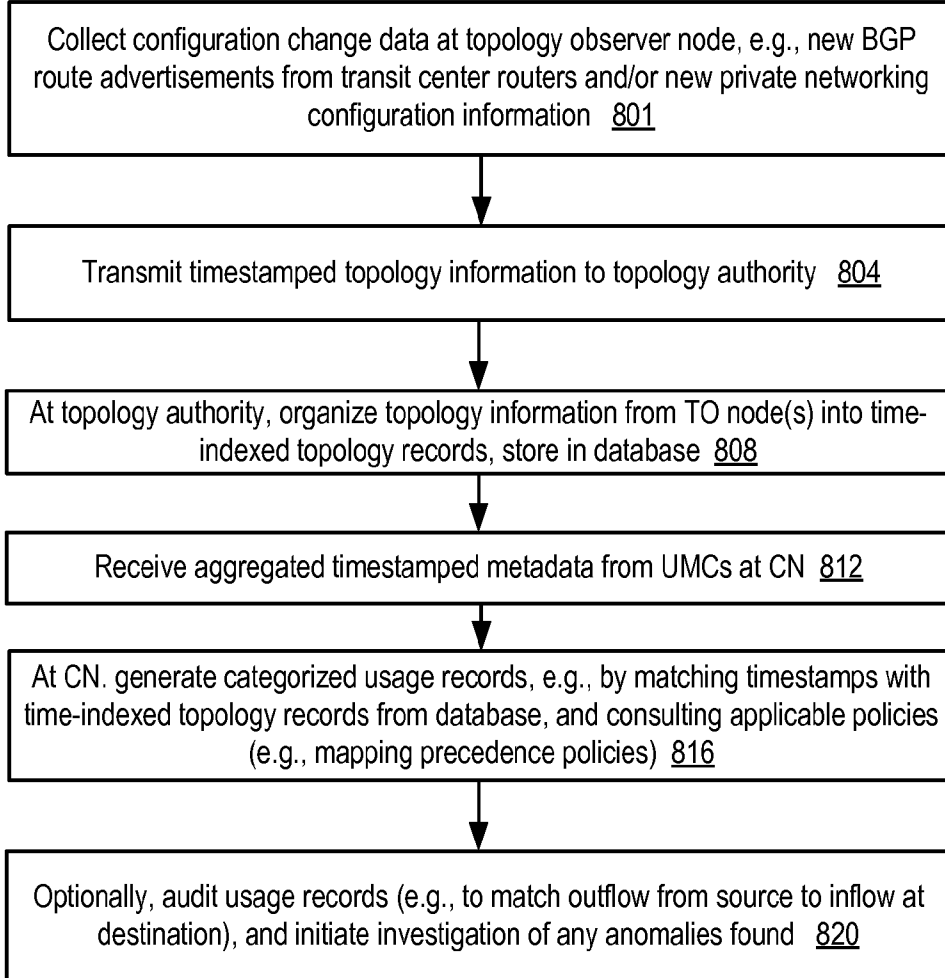 Collect configuration change data at topology observer node, e.g., new BGP
route advertisements from transit center routers and/or new private networking
configuration information 801
Transmit timestamped topology information to topology authority 804
At topology authority, organize topology information from TO node(s) into time-
indexed topology records, store in database 808
Receive aggregated timestamped metadata from UMCs at CN 812
At CN. generate categorized usage records, e.g., by matching timestamps with
time-indexed topology records from database, and consulting applicable policies
(e.g., mapping precedence policies) 816
Optionally, audit usage records (e.g., to match outflow from source to inflow at
destination), and initiate investigation of any anomalies found 820